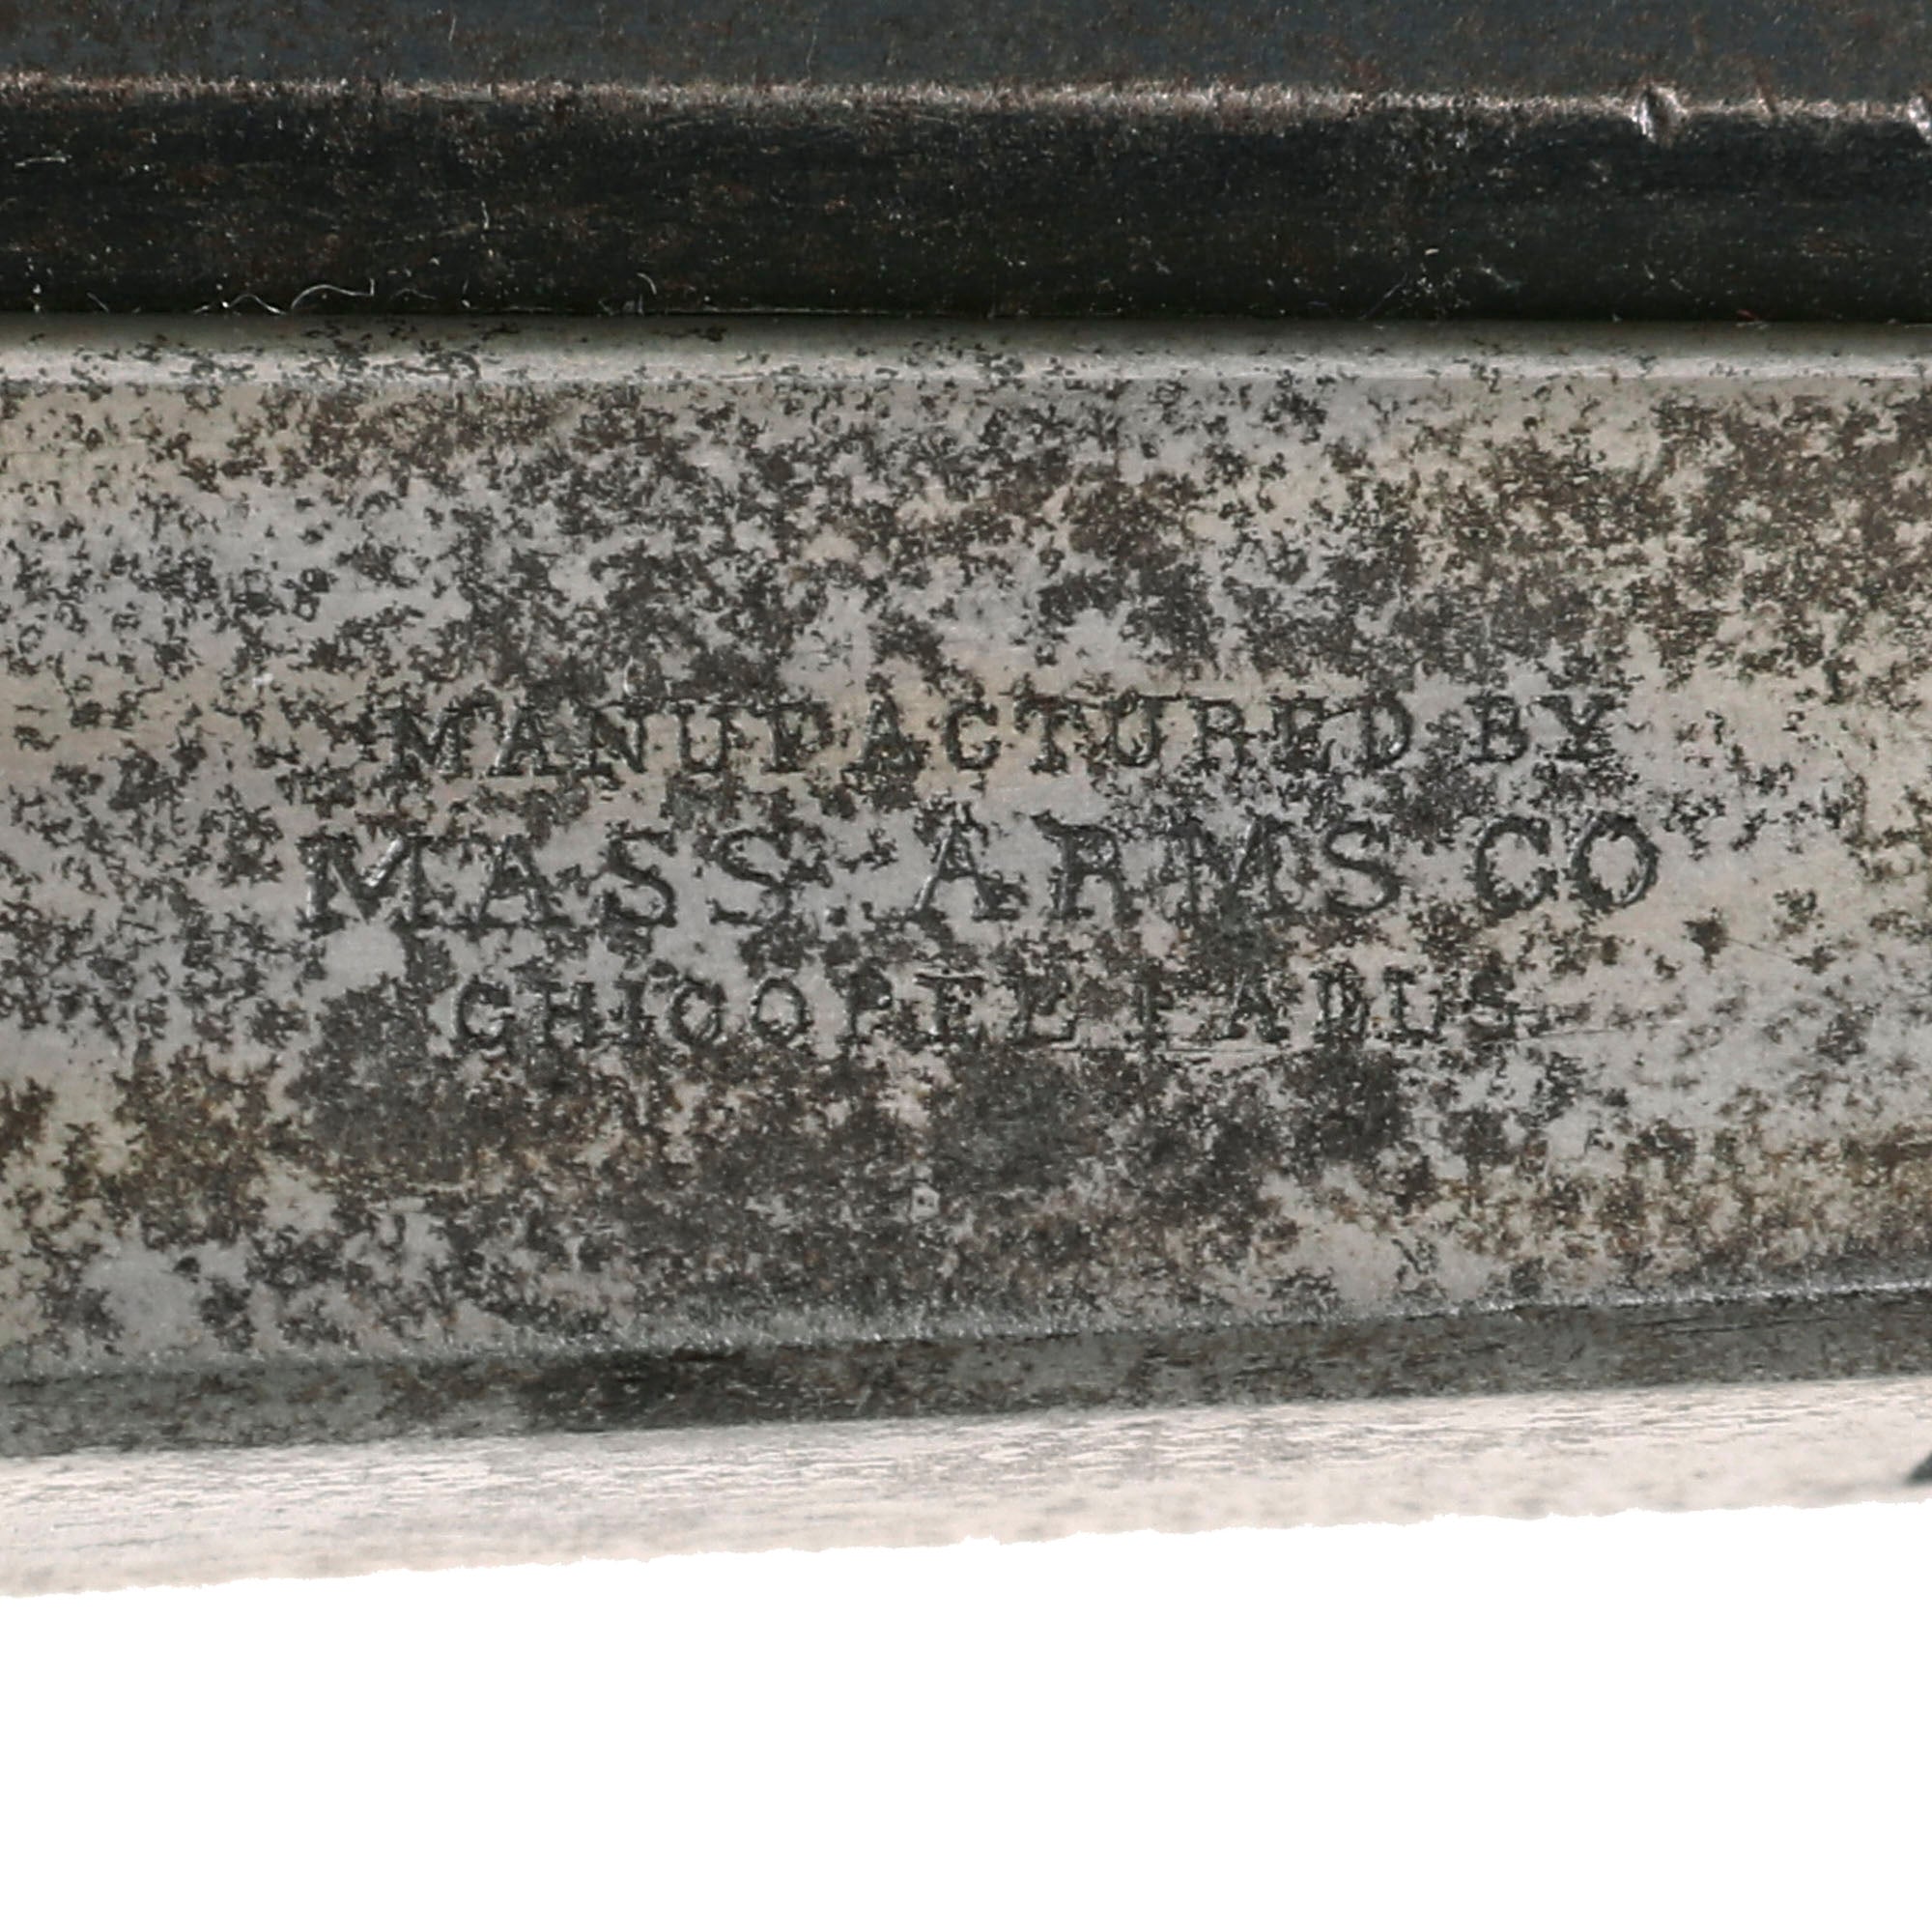 MANUFACTURED BY
MASS. ARMS CO
CHICOPEE FALLS